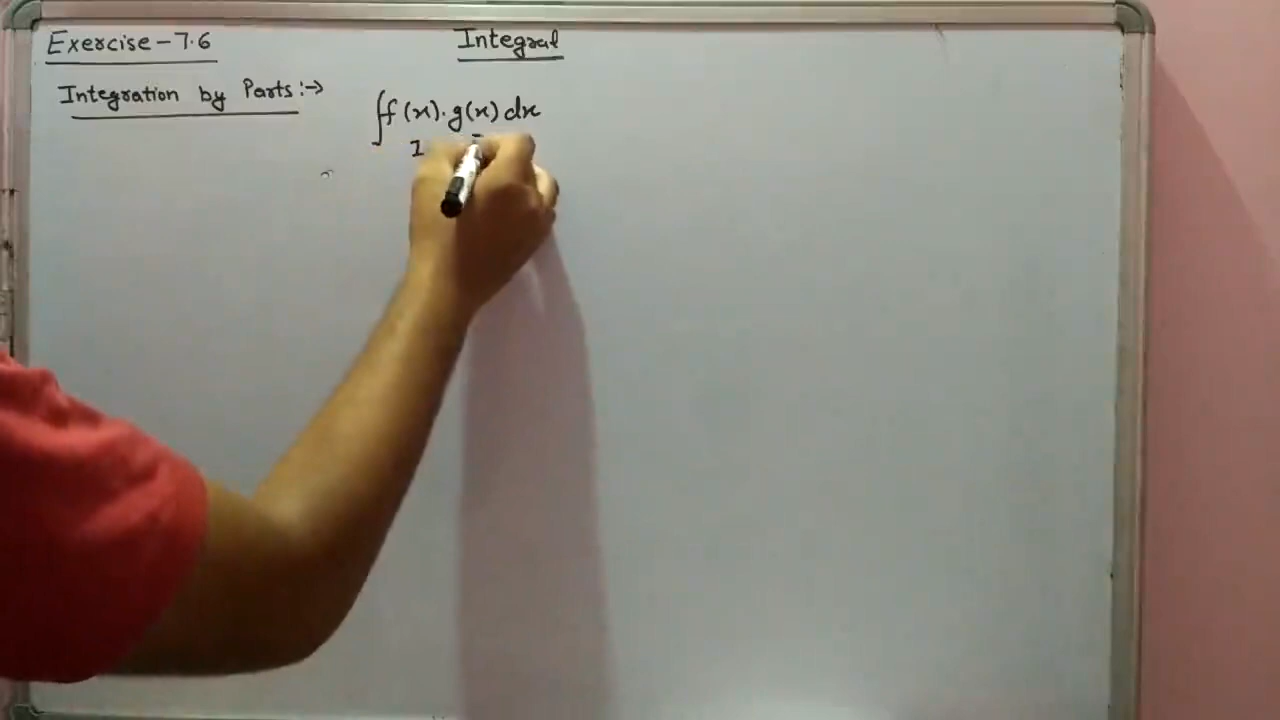 Exercise-7.6
Integral
Integration by Parts:→
∫f(x).g(x)dx
I